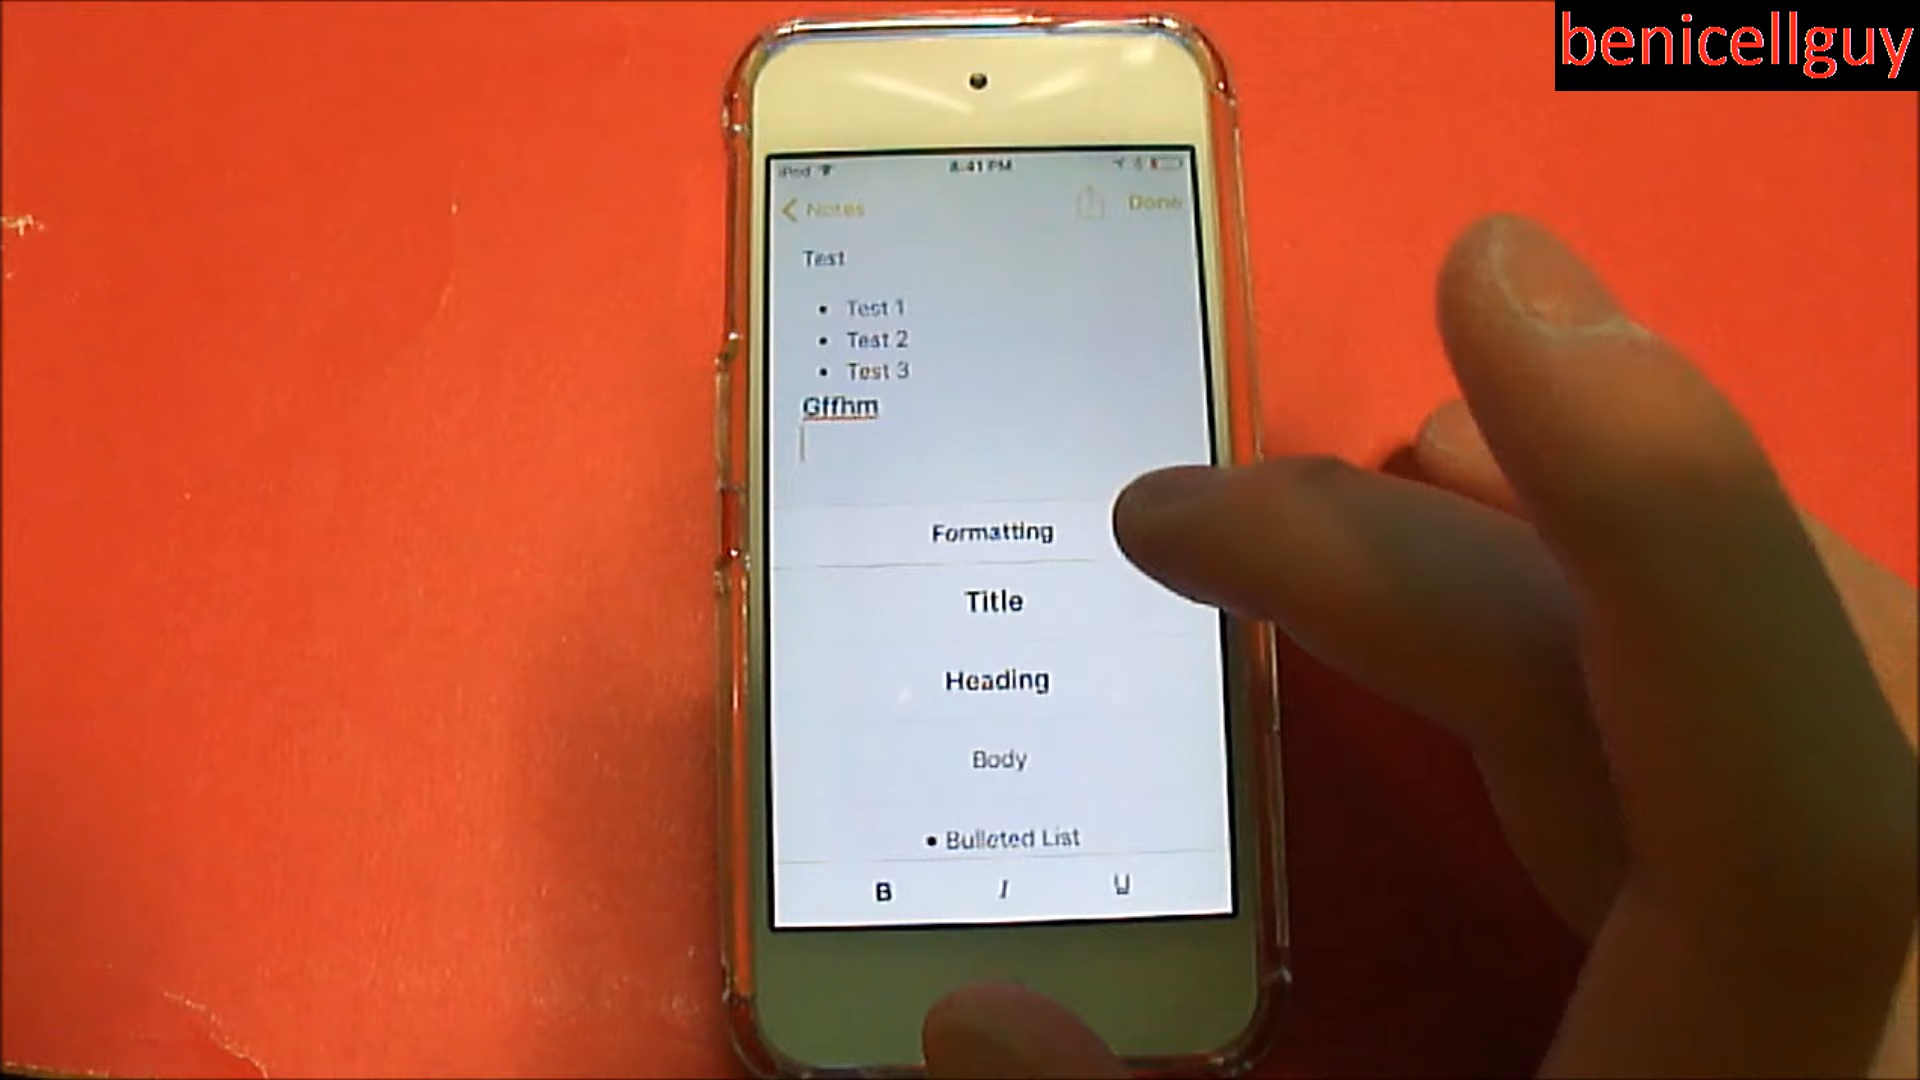 benicellguy
iPod 8:41 PM
Notes Done
Test
• Test 1
• Test 2
• Test 3
Gffhm
Formatting
Title
Heading
Body
• Bulleted List
B I U